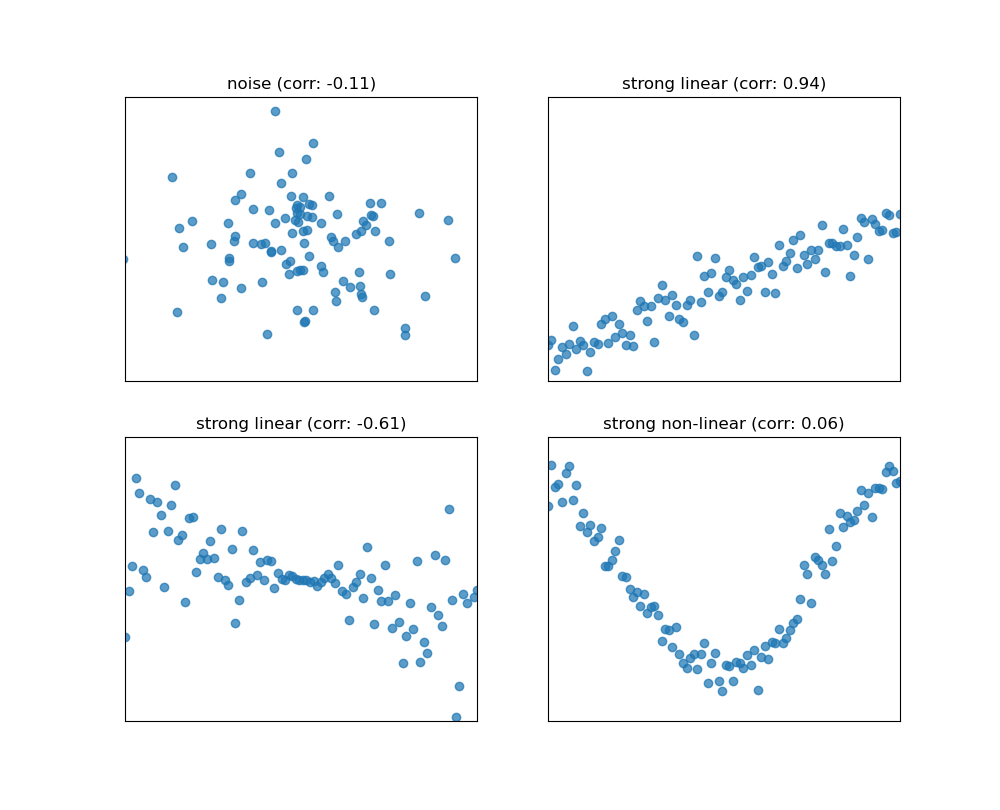 noise (corr: -0.11)
strong linear (corr: 0.94)
strong linear (corr: -0.61)
strong non-linear (corr: 0.06)